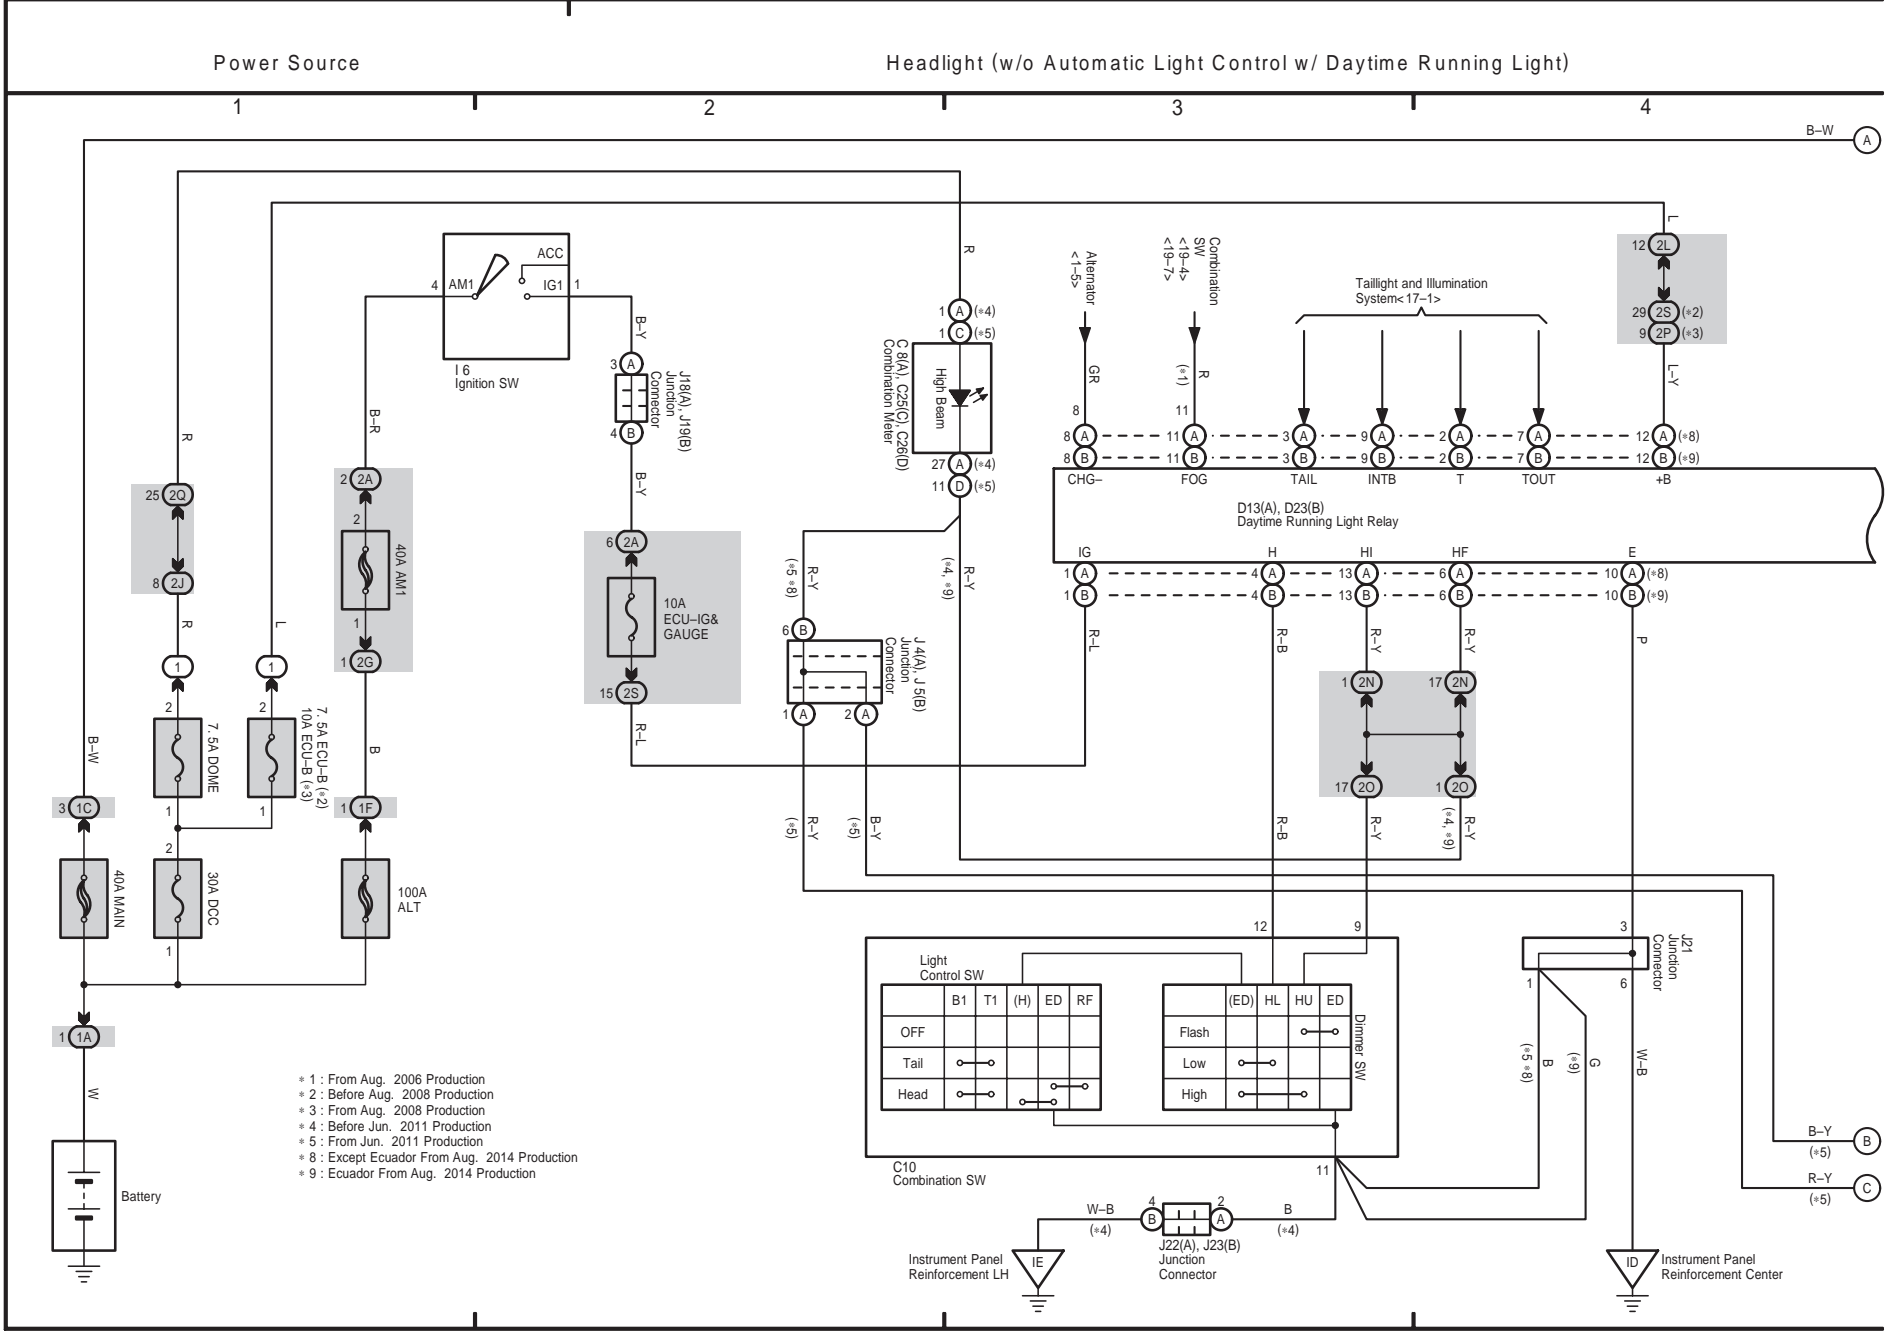 Power Source
Headlight (w/o Automatic Light Control w/ Daytime Running Light)
1
2
3
4
B–W
A
L
12 2L
29 2S (*2)
9 2P (*3)
L–Y
R
ACC
4 AM1
IG1 1
I 6
Ignition SW
B–Y
3 A
J18(A), J19(B)
Junction
Connector
4 B
B–Y
B–R
R
1 A (*4)
1 C (*5)
High Beam
C 8(A), C25(C), C26(D)
Combination Meter
27 A (*4)
11 D (*5)
Alternator
<1–5>
GR
8
Combination
SW
<19–4>
<19–7>
R
(*1)
11
Taillight and Illumination
System<17–1>
8 A 11 A 3 A 9 A 2 A 7 A 12 A (*8)
8 B 11 B 3 B 9 B 2 B 7 B 12 B (*9)
CHG– FOG TAIL INTB T TOUT +B
D13(A), D23(B)
Daytime Running Light Relay
IG H HI HF E
1 A 4 A 13 A 6 A 10 A (*8)
1 B 4 B 13 B 6 B 10 B (*9)
25 2Q
8 2J
R
L
1
1
2 2A
2
40A AM1
1
1 2G
B
6 2A
10A
ECU–IG&
GAUGE
15 2S
R–L
R–Y
(*5 *8)
R–Y
(*4, *9)
6 B
J 4(A), J 5(B)
Junction
Connector
1 A
2 A
R–L
R–B
R–Y
R–Y
P
1 2N
17 2N
17 2O
1 2O
2
7. 5A DOME
1
2
7. 5A ECU–B (*2)
10A ECU–B (*3)
1
B–W
3 1C
1 1F
R–Y
(*5)
B–Y
(*5)
R–B
R–Y
R–Y
(*4, *9)
40A MAIN
2
30A DCC
1
100A
ALT
1 1A
W
Battery
12
9
Light
Control SW
B1 T1 (H) ED RF
OFF
Tail
Head
(ED) HL HU ED
Flash
Low
High
Dimmer SW
C10
Combination SW
11
3
J21
Junction
Connector
1
6
B
(*5 *8)
G
(*9)
W–B
* 1 : From Aug. 2006 Production
* 2 : Before Aug. 2008 Production
* 3 : From Aug. 2008 Production
* 4 : Before Jun. 2011 Production
* 5 : From Jun. 2011 Production
* 8 : Except Ecuador From Aug. 2014 Production
* 9 : Ecuador From Aug. 2014 Production
B–Y
(*5)
B
R–Y
(*5)
C
W–B
(*4)
4
B
2
A
B
(*4)
J22(A), J23(B)
Junction
Connector
Instrument Panel
Reinforcement LH
IE
ID
Instrument Panel
Reinforcement Center